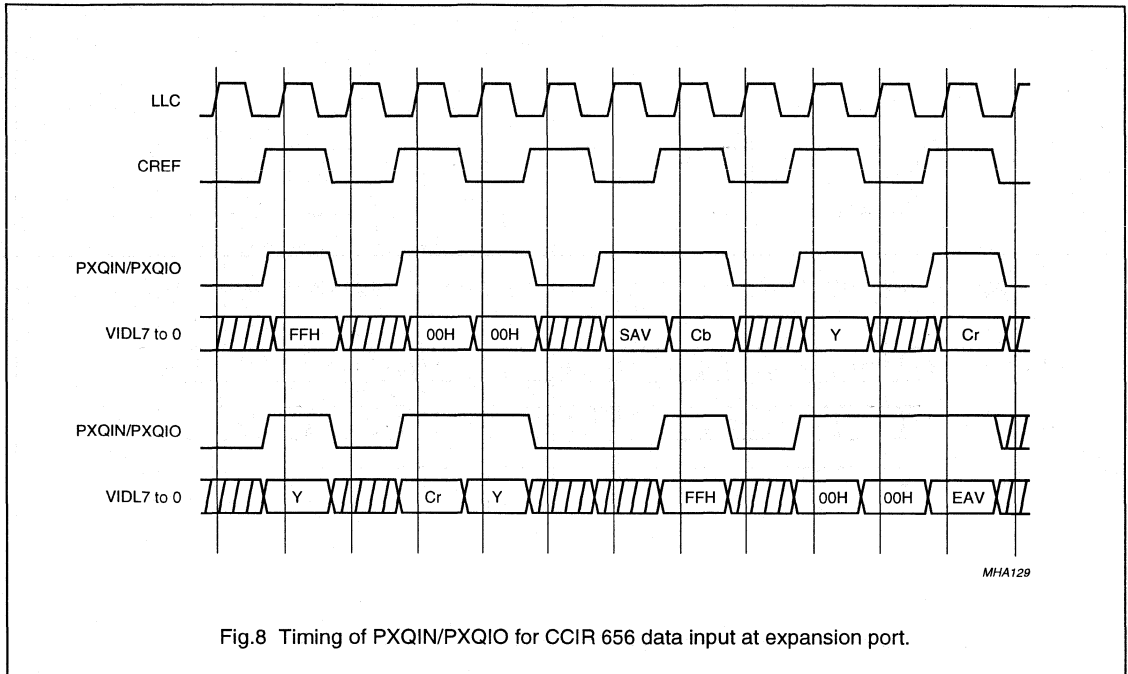 LLC
CREF
PXQIN/PXQIO
VIDL7 to 0 FFH 00H 00H SAV Cb Y Cr
PXQIN/PXQIO
VIDL7 to 0 Y Cr Y FFH 00H 00H EAV
MHA129
Fig.8 Timing of PXQIN/PXQIO for CCIR 656 data input at expansion port.